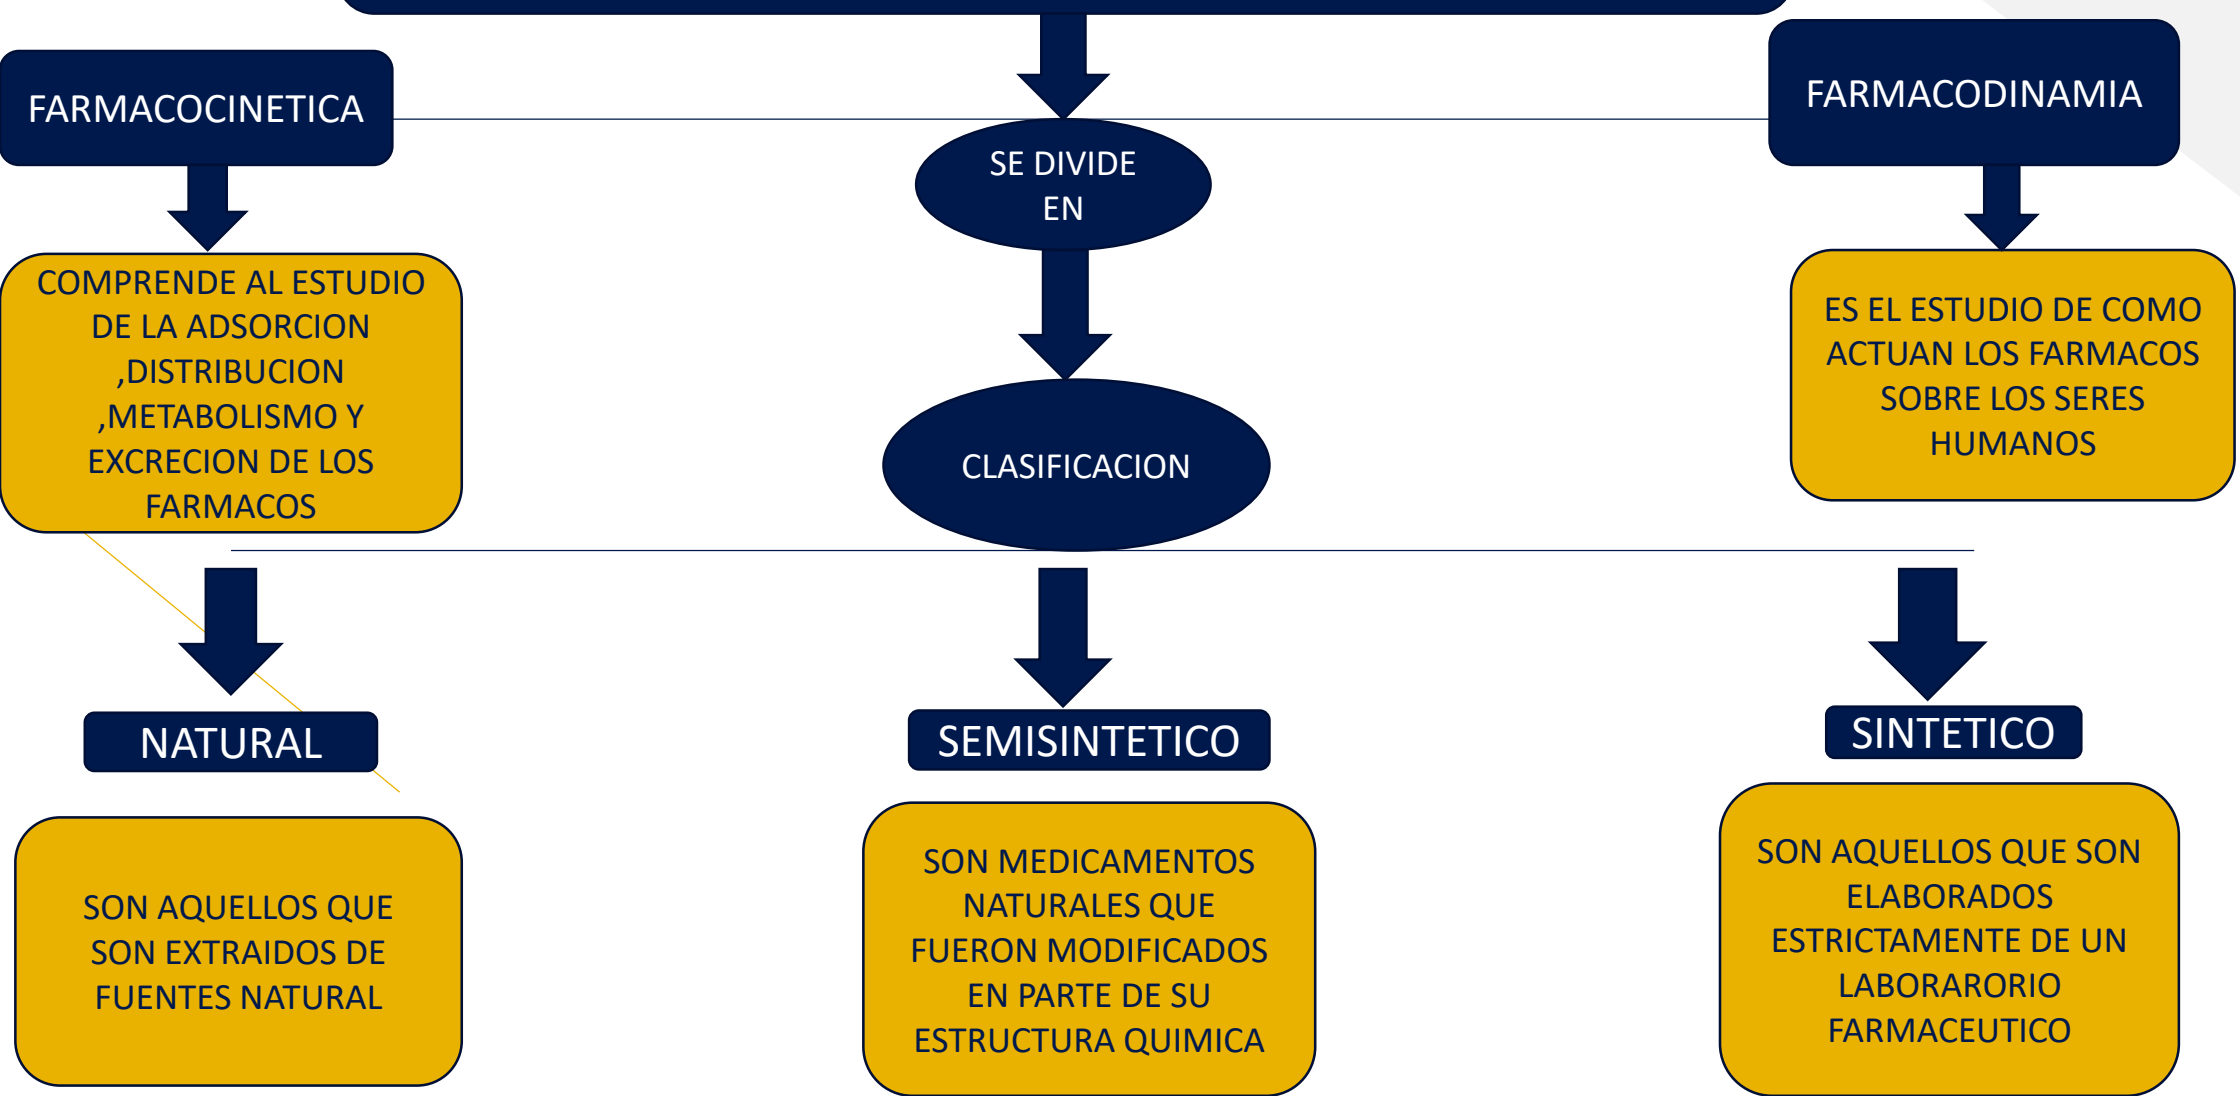 FARMACOCINETICA
FARMACODINAMIA
SE DIVIDE
EN
COMPRENDE AL ESTUDIO
DE LA ADSORCION
,DISTRIBUCION
,METABOLISMO Y
EXCRECION DE LOS
FARMACOS
ES EL ESTUDIO DE COMO
ACTUAN LOS FARMACOS
SOBRE LOS SERES
HUMANOS
CLASIFICACION
NATURAL
SEMISINTETICO
SINTETICO
SON AQUELLOS QUE
SON EXTRAIDOS DE
FUENTES NATURAL
SON MEDICAMENTOS
NATURALES QUE
FUERON MODIFICADOS
EN PARTE DE SU
ESTRUCTURA QUIMICA
SON AQUELLOS QUE SON
ELABORADOS
ESTRICTAMENTE DE UN
LABORARORIO
FARMACEUTICO